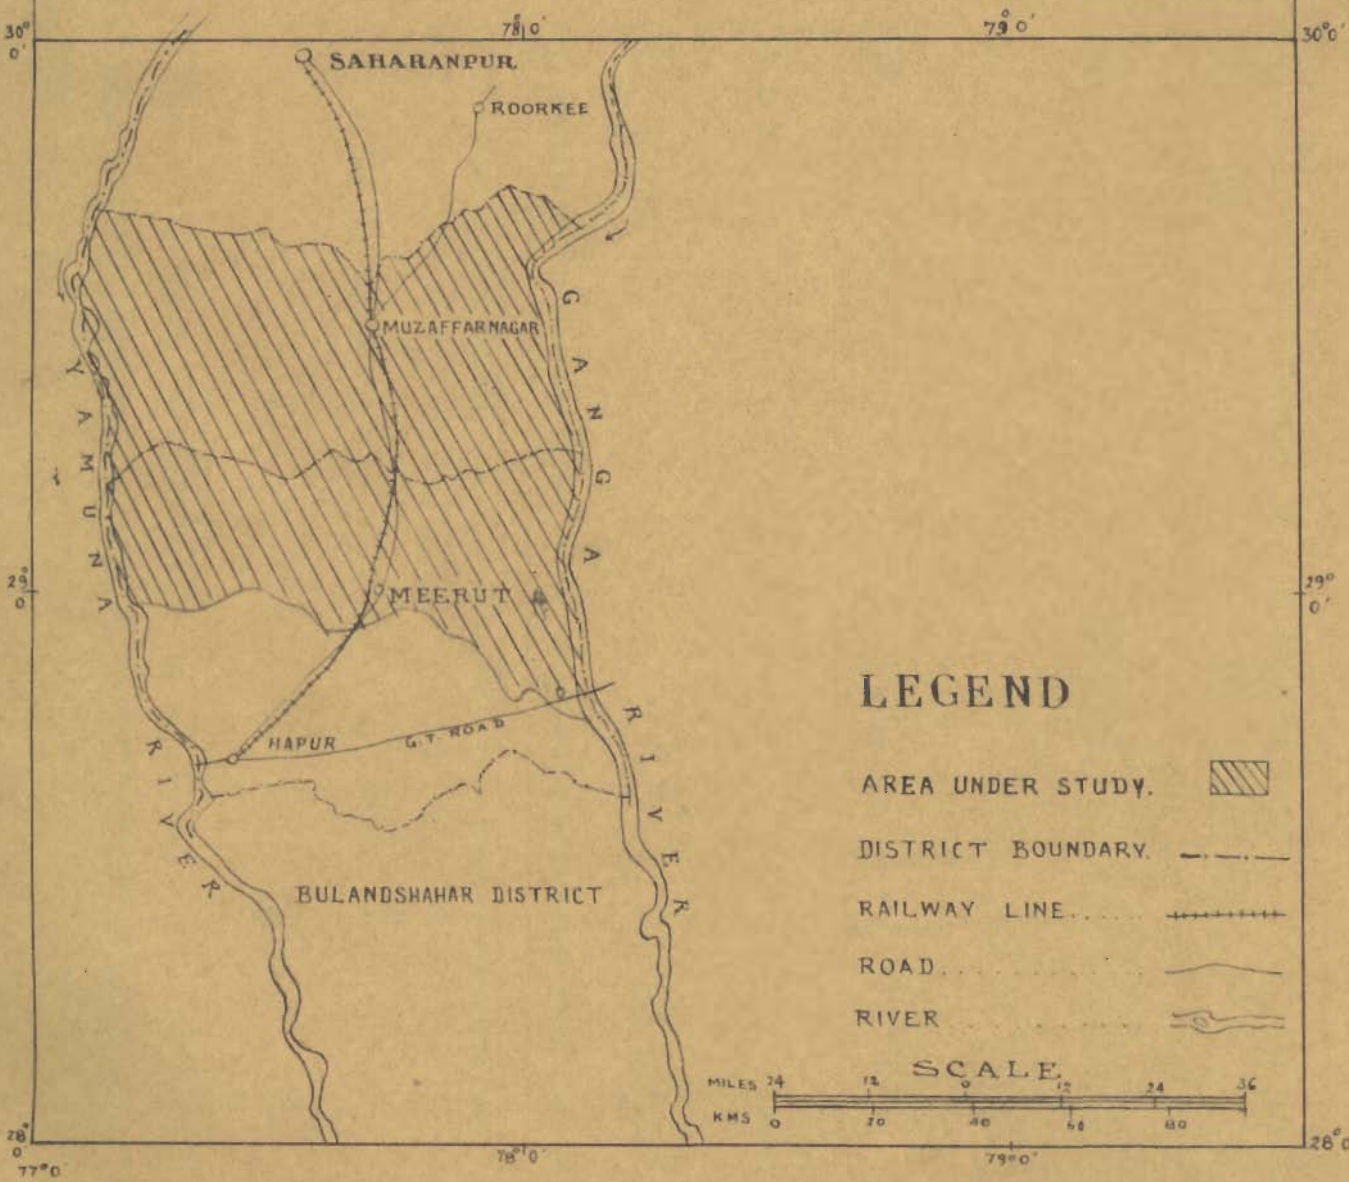 30°
0'
78°0'
79°0'
30°0'
SAHARANPUR
ROORKEE
MUZAFFARNAGAR
GANGA
YAMUNA
29°
0'
MEERUT
29°
0'
RIVER
HAPUR
G.T. ROAD
RIVER
BULANDSHAHAR DISTRICT
LEGEND
AREA UNDER STUDY.
DISTRICT BOUNDARY.
RAILWAY LINE......
ROAD............
RIVER ...........
SCALE
MILES 24 12 0 12 24 36
KMS 0 20 40 60 80
28°
0'
77°0'
78°0'
79°0'
28°0'